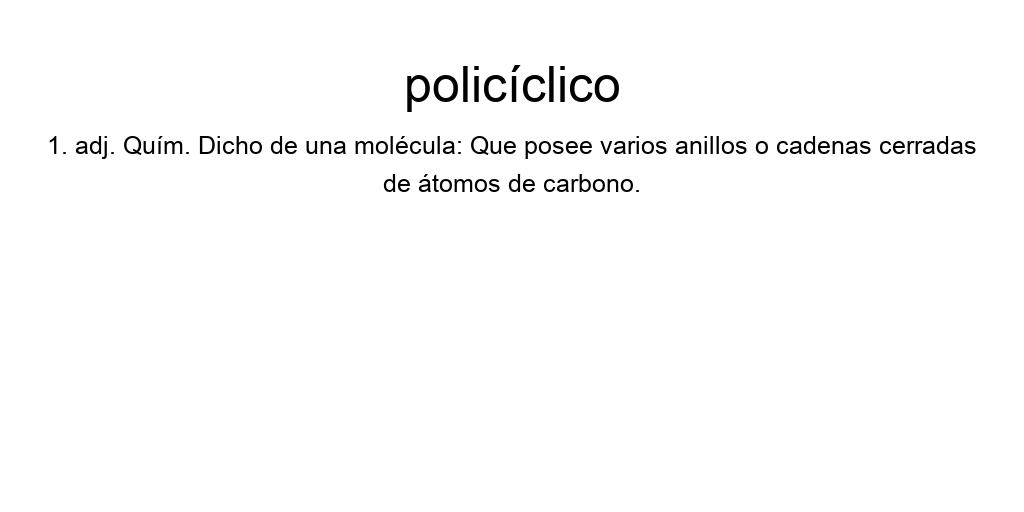 policíclico
1. adj. Quím. Dicho de una molécula: Que posee varios anillos o cadenas cerradas
de átomos de carbono.